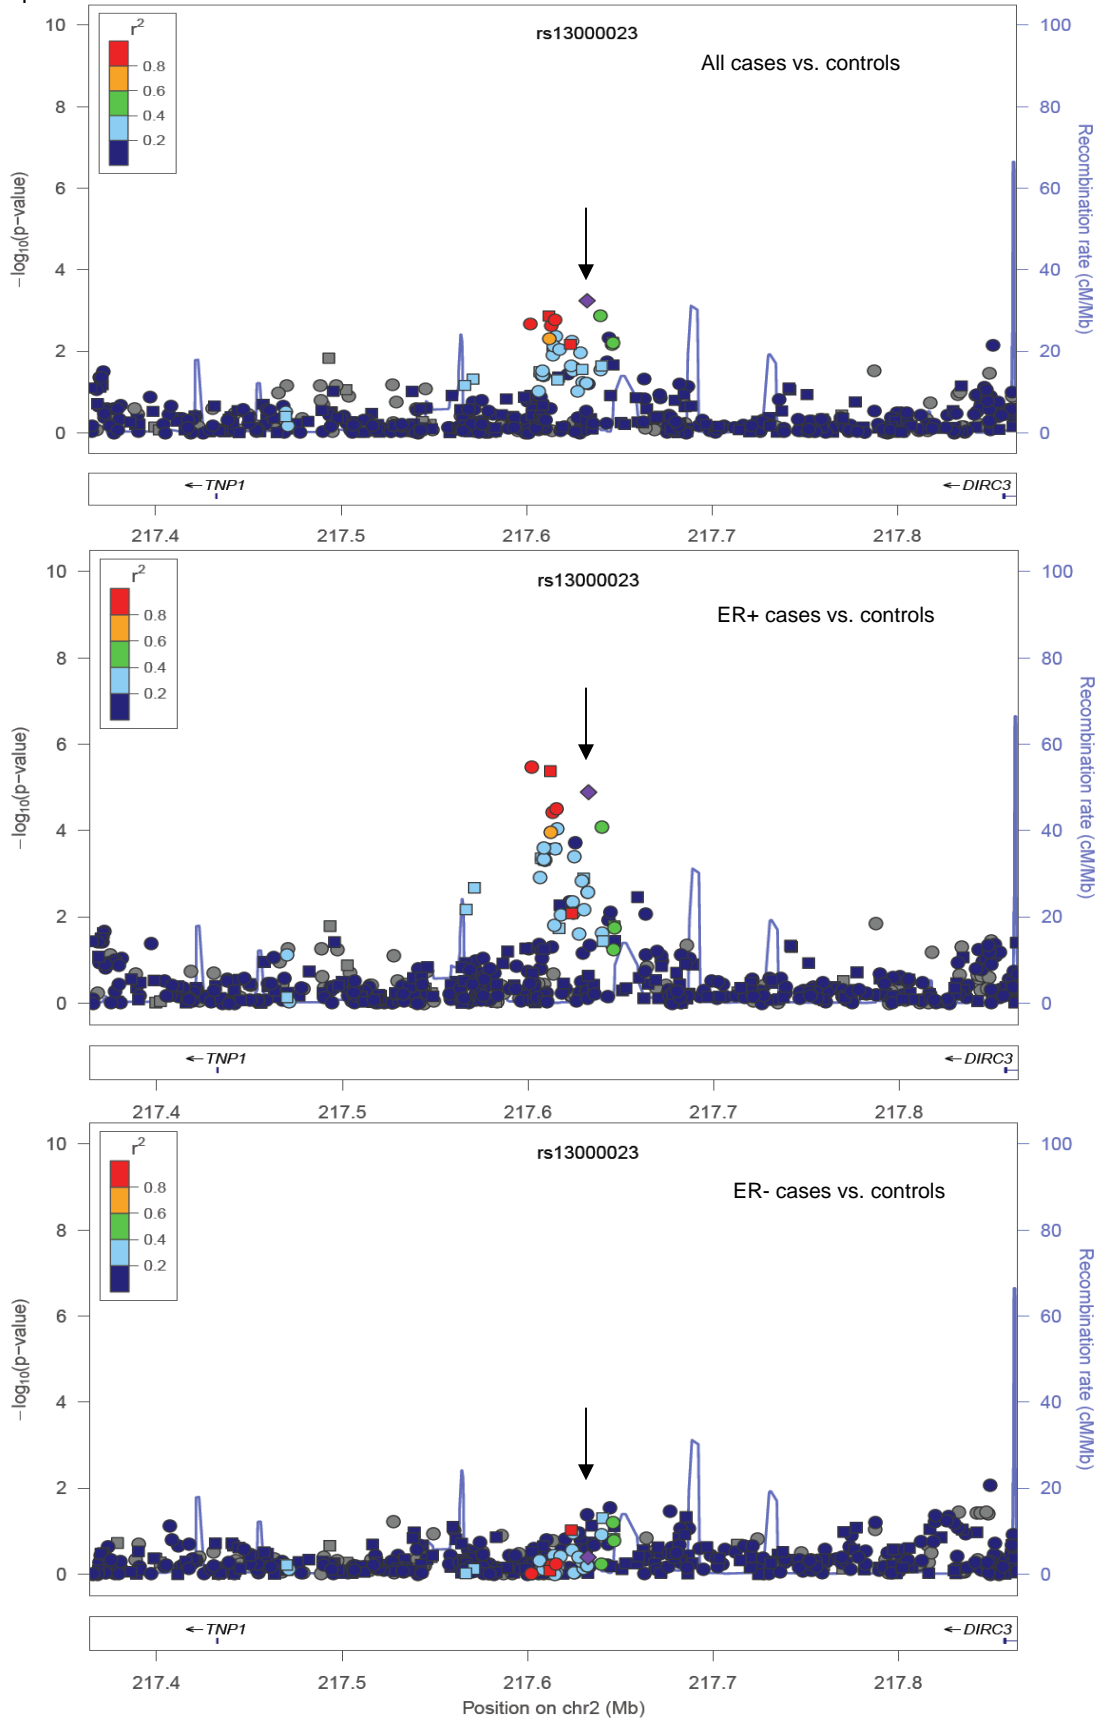 rs13000023
All cases vs. controls
r2
0.8
0.6
0.4
0.2
10
8
6
4
2
0
−log10(p−value)
100
80
60
40
20
0
Recombination rate (cM/Mb)
←TNP1
←DIRC3
217.4 217.5 217.6 217.7 217.8
rs13000023
ER+ cases vs. controls
r2
0.8
0.6
0.4
0.2
10
8
6
4
2
0
−log10(p−value)
100
80
60
40
20
0
Recombination rate (cM/Mb)
←TNP1
←DIRC3
217.4 217.5 217.6 217.7 217.8
rs13000023
ER- cases vs. controls
r2
0.8
0.6
0.4
0.2
10
8
6
4
2
0
−log10(p−value)
100
80
60
40
20
0
Recombination rate (cM/Mb)
←TNP1
←DIRC3
217.4 217.5 217.6 217.7 217.8
Position on chr2 (Mb)